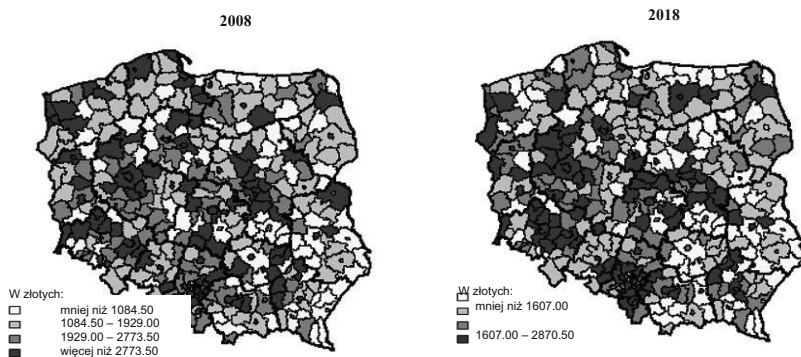 2008
2018
W złotych:
mniej niż 1084.50
1084.50 – 1929.00
1929.00 – 2773.50
więcej niż 2773.50
W złotych:
mniej niż 1607.00
1607.00 – 2870.50